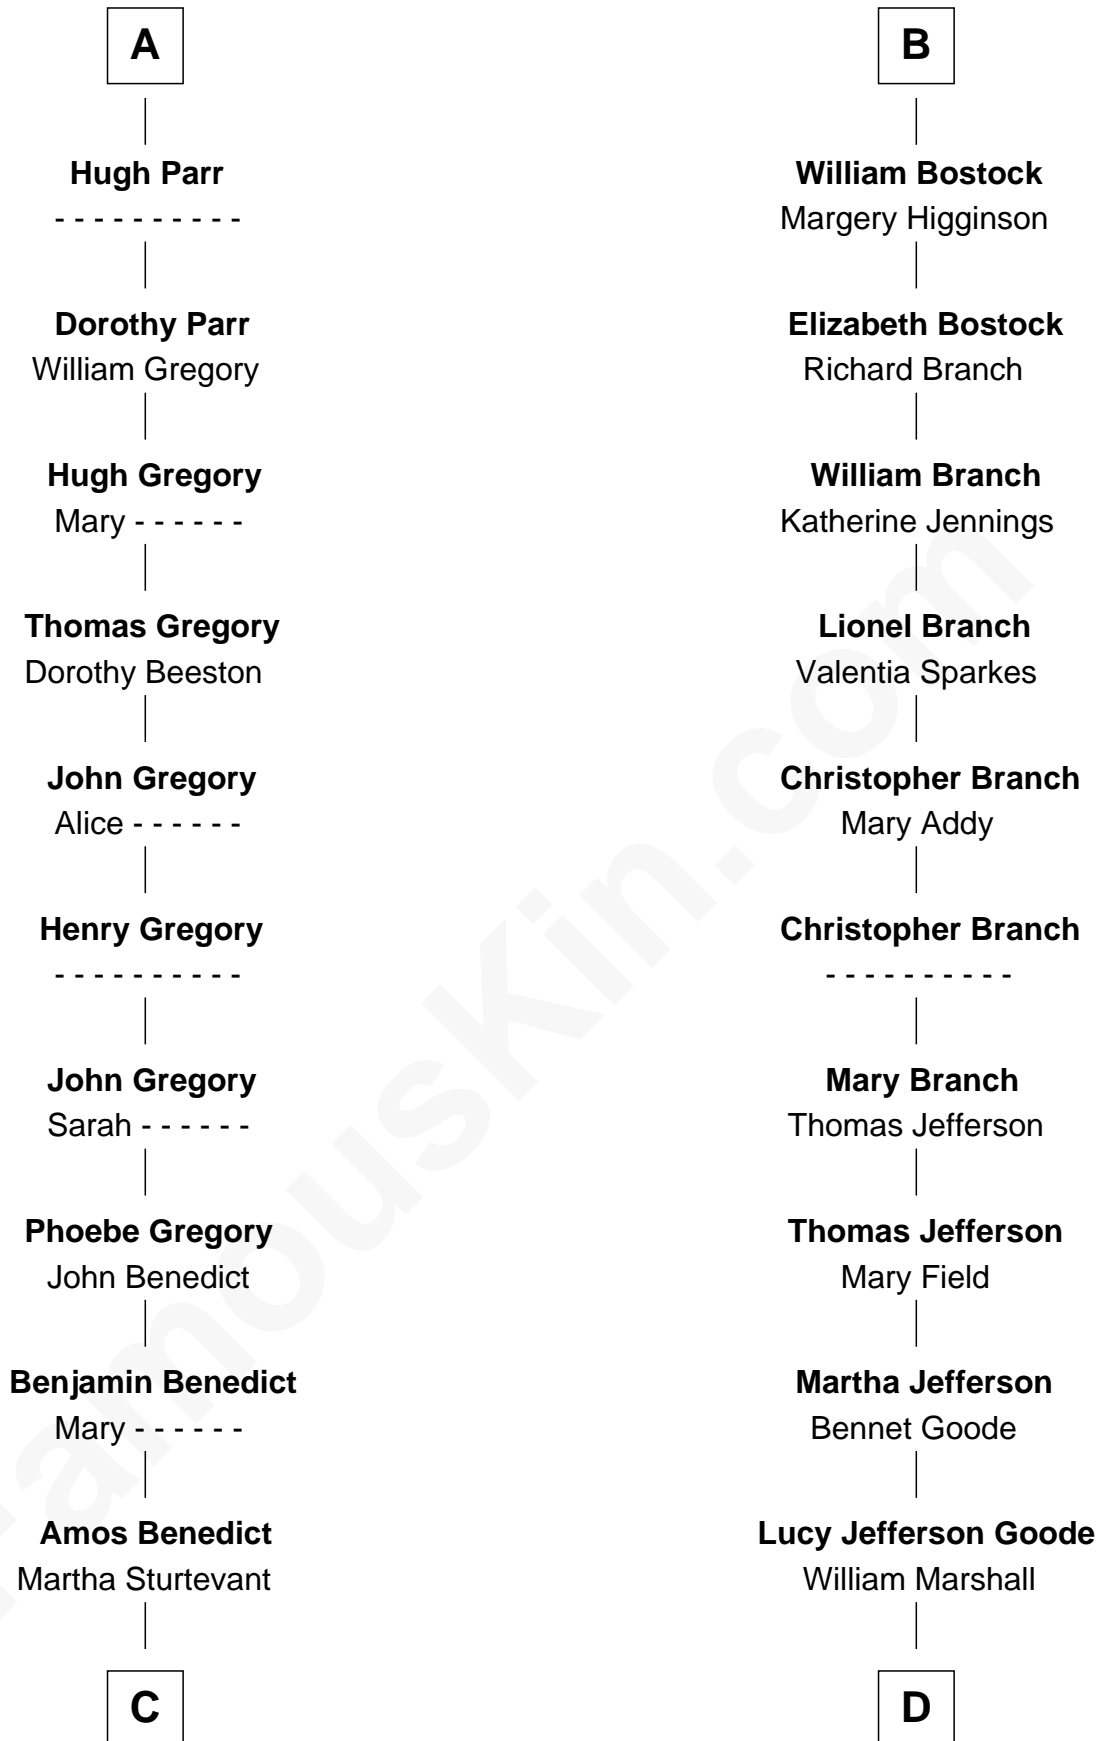 A
Hugh Parr
- - - - - - - - - -
Dorothy Parr
William Gregory
Hugh Gregory
Mary - - - - - -
Thomas Gregory
Dorothy Beeston
John Gregory
Alice - - - - - -
Henry Gregory
- - - - - - - - - -
John Gregory
Sarah - - - - - -
Phoebe Gregory
John Benedict
Benjamin Benedict
Mary - - - - - -
Amos Benedict
Martha Sturtevant
C
B
William Bostock
Margery Higginson
Elizabeth Bostock
Richard Branch
William Branch
Katherine Jennings
Lionel Branch
Valentia Sparkes
Christopher Branch
Mary Addy
Christopher Branch
- - - - - - - - - -
Mary Branch
Thomas Jefferson
Thomas Jefferson
Mary Field
Martha Jefferson
Bennet Goode
Lucy Jefferson Goode
William Marshall
D
FamousKin.com